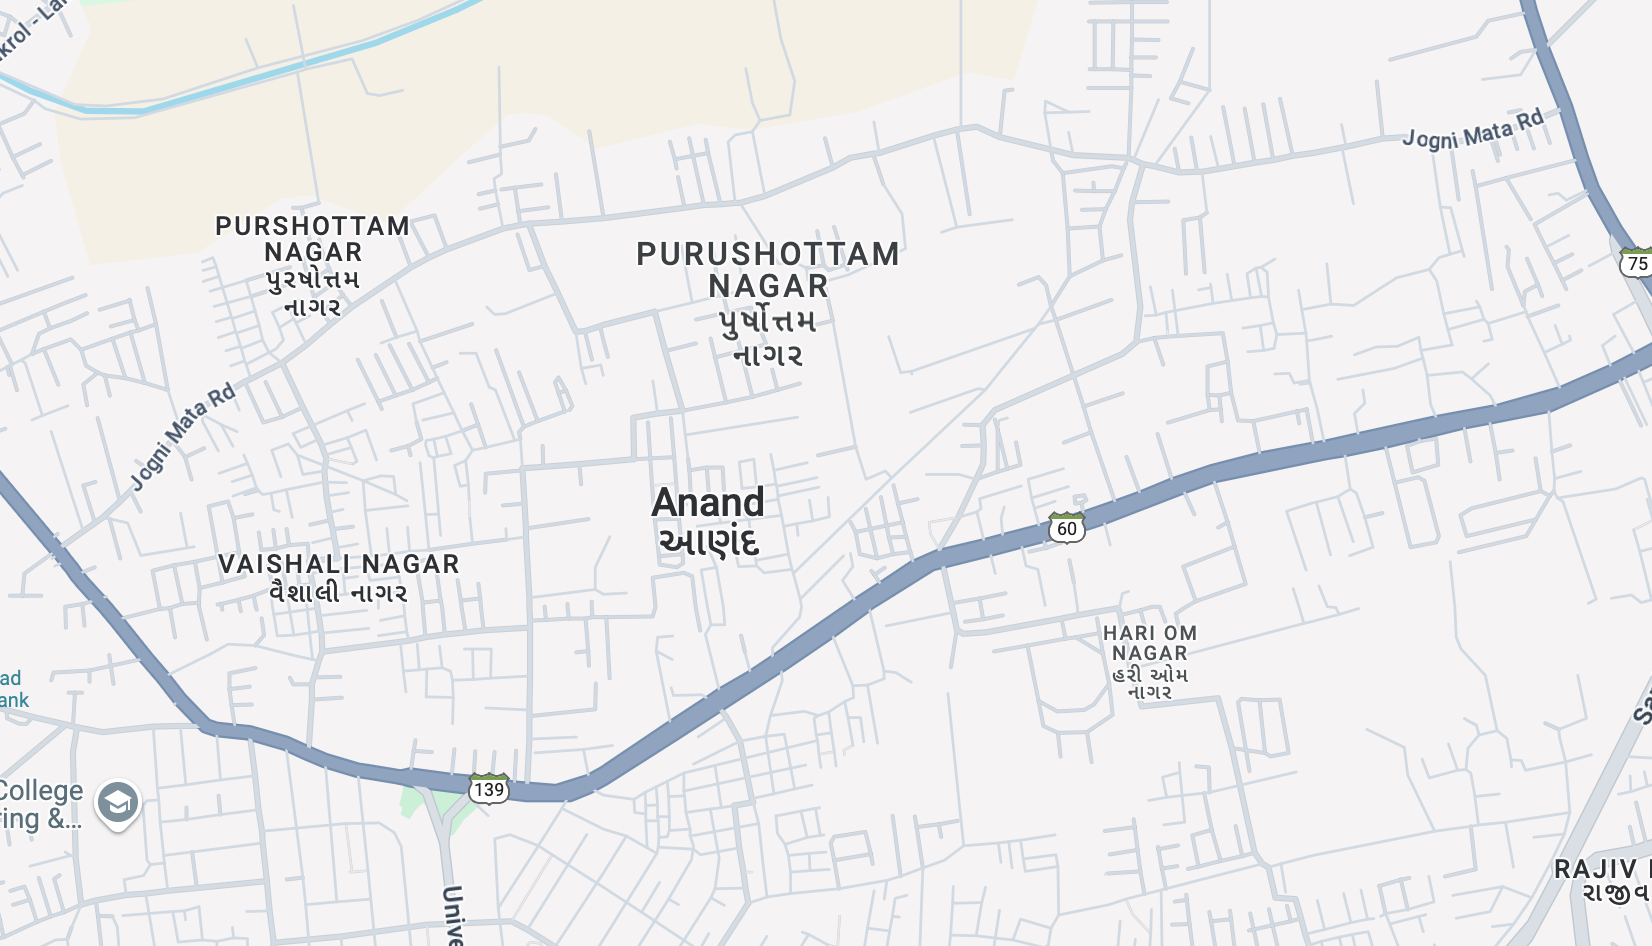 Jogni Mata Rd
PURSHOTTAM
NAGAR
પુરષોત્તમ
નાગર
PURUSHOTTAM
NAGAR
પુર્ષોત્તમ
નાગર
75
Jogni Mata Rd
Anand
આણંદ
60
VAISHALI NAGAR
વૈશાલી નાગર
HARI OM
NAGAR
હરી ઓમ
નાગર
College
139
RAJIV